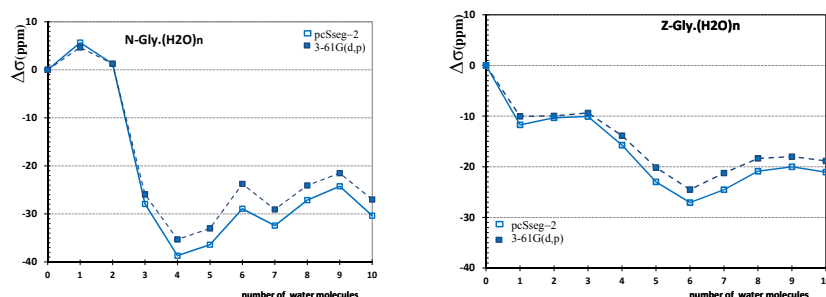 N-Gly.(H2O)n
pcSseg−2
3-61G(d,p)
Δσ(ppm)
10
0
-10
-20
-30
-40
0 1 2 3 4 5 6 7 8 9 10
number of water molecules
Z-Gly.(H2O)n
Δσ(ppm)
10
0
-10
-20
-30
-40
pcSseg−2
3-61G(d,p)
0 1 2 3 4 5 6 7 8 9 10
number of water molecules